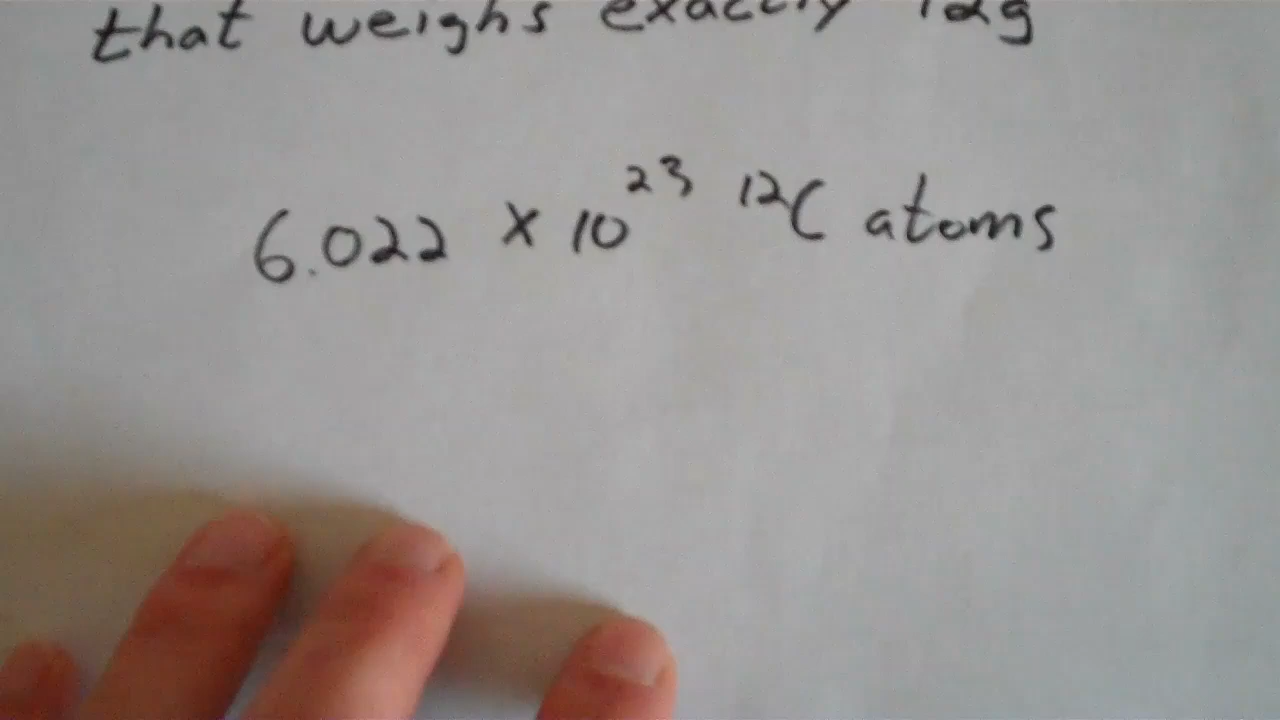 that weighs exactly 12g
6.022 × 10²³ ¹²C atoms